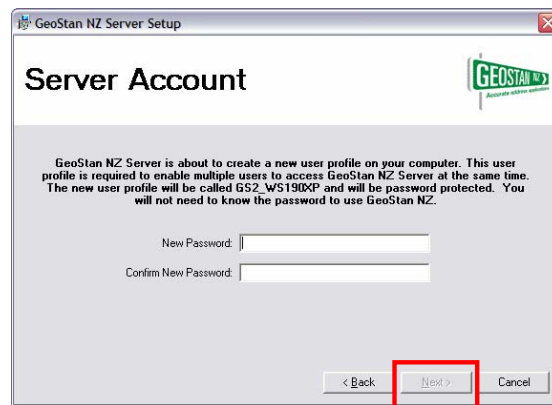 GeoStan NZ Server Setup
Server Account
GEOSTAN NZ
Accurate address application
GeoStan NZ Server is about to create a new user profile on your computer. This user
profile is required to enable multiple users to access GeoStan NZ Server at the same time.
The new user profile will be called GS2_WS190XP and will be password protected. You
will not need to know the password to use GeoStan NZ.
New Password:
Confirm New Password:
< Back
Next >
Cancel